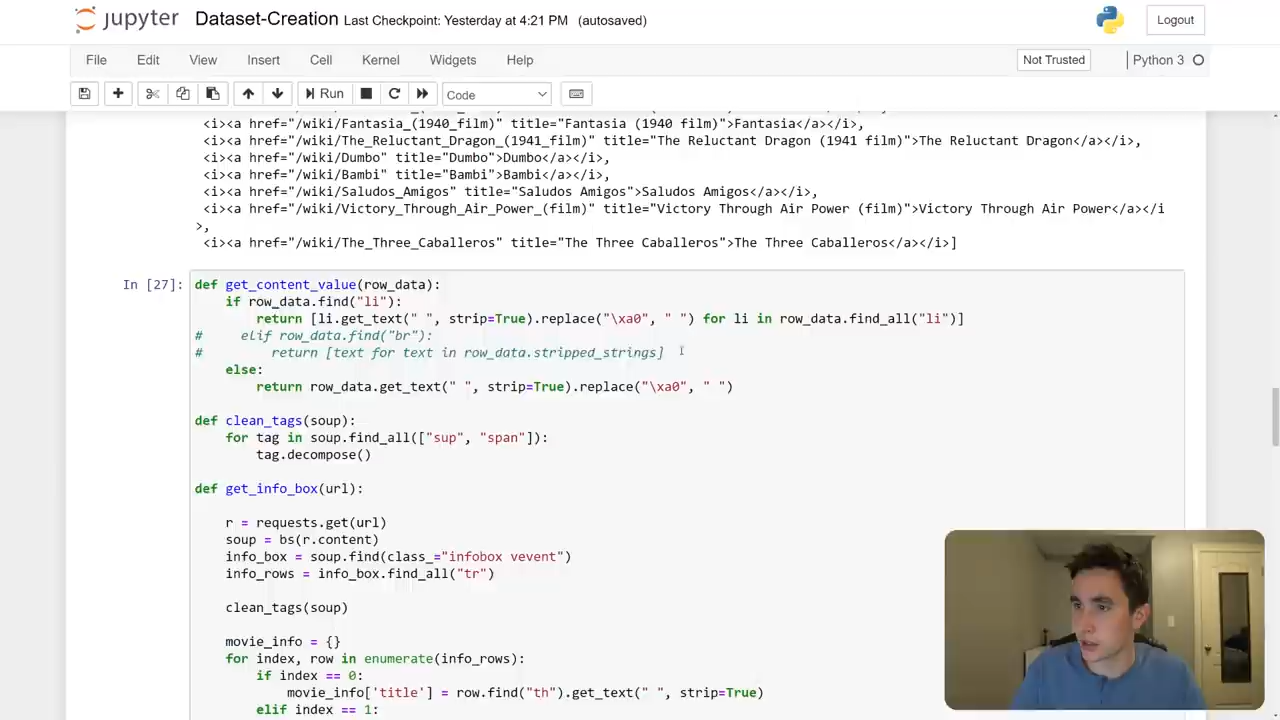 jupyter Dataset-Creation Last Checkpoint: Yesterday at 4:21 PM (autosaved) Logout
File Edit View Insert Cell Kernel Widgets Help Not Trusted Python 3
Run Code
<i><a href="/wiki/Fantasia_(1940_film)" title="Fantasia (1940 film)">Fantasia</a></i>,
<i><a href="/wiki/The_Reluctant_Dragon_(1941_film)" title="The Reluctant Dragon (1941 film)">The Reluctant Dragon</a></i>,
<i><a href="/wiki/Dumbo" title="Dumbo">Dumbo</a></i>,
<i><a href="/wiki/Bambi" title="Bambi">Bambi</a></i>,
<i><a href="/wiki/Saludos_Amigos" title="Saludos Amigos">Saludos Amigos</a></i>,
<i><a href="/wiki/Victory_Through_Air_Power_(film)" title="Victory Through Air Power (film)">Victory Through Air Power</a></i
>,
<i><a href="/wiki/The_Three_Caballeros" title="The Three Caballeros">The Three Caballeros</a></i>]
In [27]: def get_content_value(row_data):
if row_data.find("li"):
return [li.get_text(" ", strip=True).replace("\xa0", " ") for li in row_data.find_all("li")]
# elif row_data.find("br"):
# return [text for text in row_data.stripped_strings]
else:
return row_data.get_text(" ", strip=True).replace("\xa0", " ")
def clean_tags(soup):
for tag in soup.find_all(["sup", "span"]):
tag.decompose()
def get_info_box(url):
r = requests.get(url)
soup = bs(r.content)
info_box = soup.find(class_="infobox vevent")
info_rows = info_box.find_all("tr")
clean_tags(soup)
movie_info = {}
for index, row in enumerate(info_rows):
if index == 0:
movie_info['title'] = row.find("th").get_text(" ", strip=True)
elif index == 1: